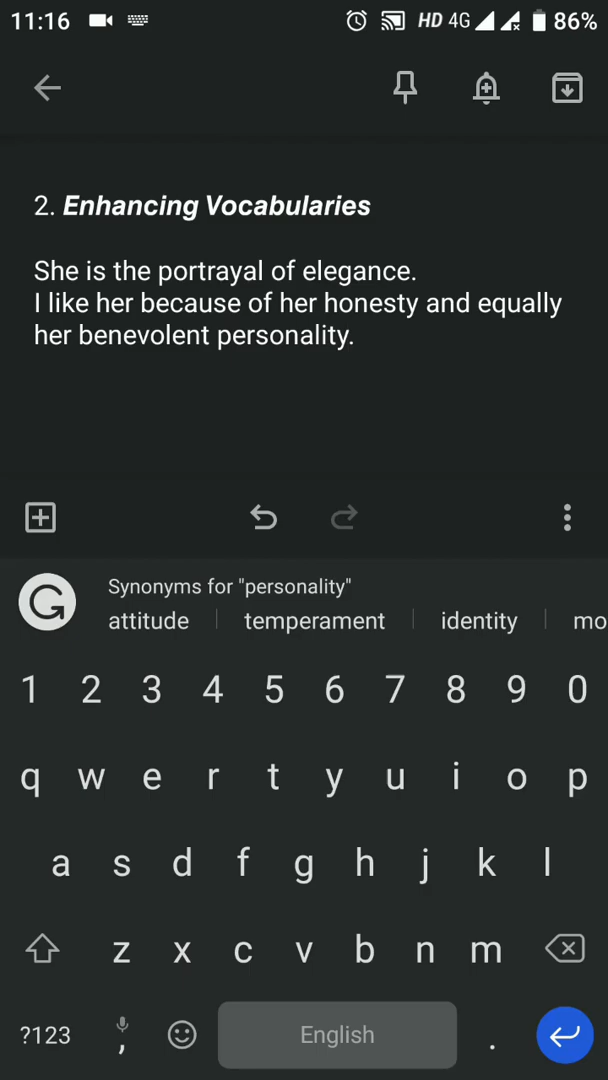 11:16 HD 4G 86%
2. Enhancing Vocabularies
She is the portrayal of elegance.
I like her because of her honesty and equally
her benevolent personality.
Synonyms for "personality"
attitude temperament identity mo
1 2 3 4 5 6 7 8 9 0
q w e r t y u i o p
a s d f g h j k l
z x c v b n m
?123 , English .